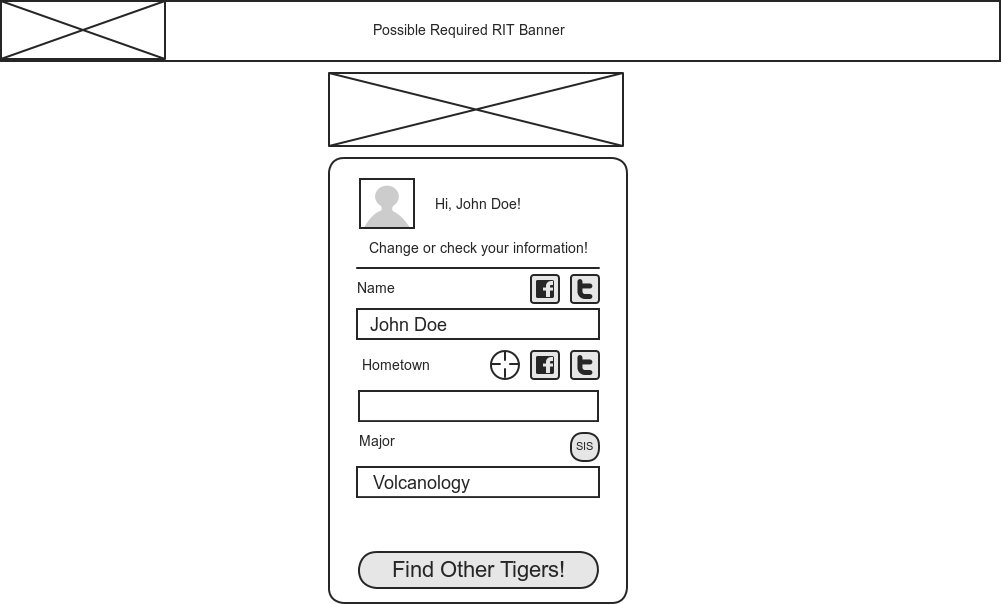 Possible Required RIT Banner
Hi, John Doe!
Change or check your information!
Name
John Doe
Hometown
Major
SIS
Volcanology
Find Other Tigers!